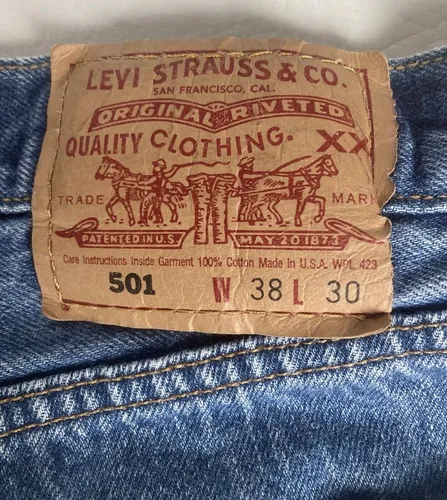 LEVI STRAUSS & CO.
SAN FRANCISCO, CAL.
ORIGINAL RIVETED
QUALITY CLOTHING. XX
TRADE MARK
PATENTED IN U.S. MAY 20 1873
Care Instructions Inside Garment 100% Cotton Made In U.S.A. WPL 423
501 W 38 L 30